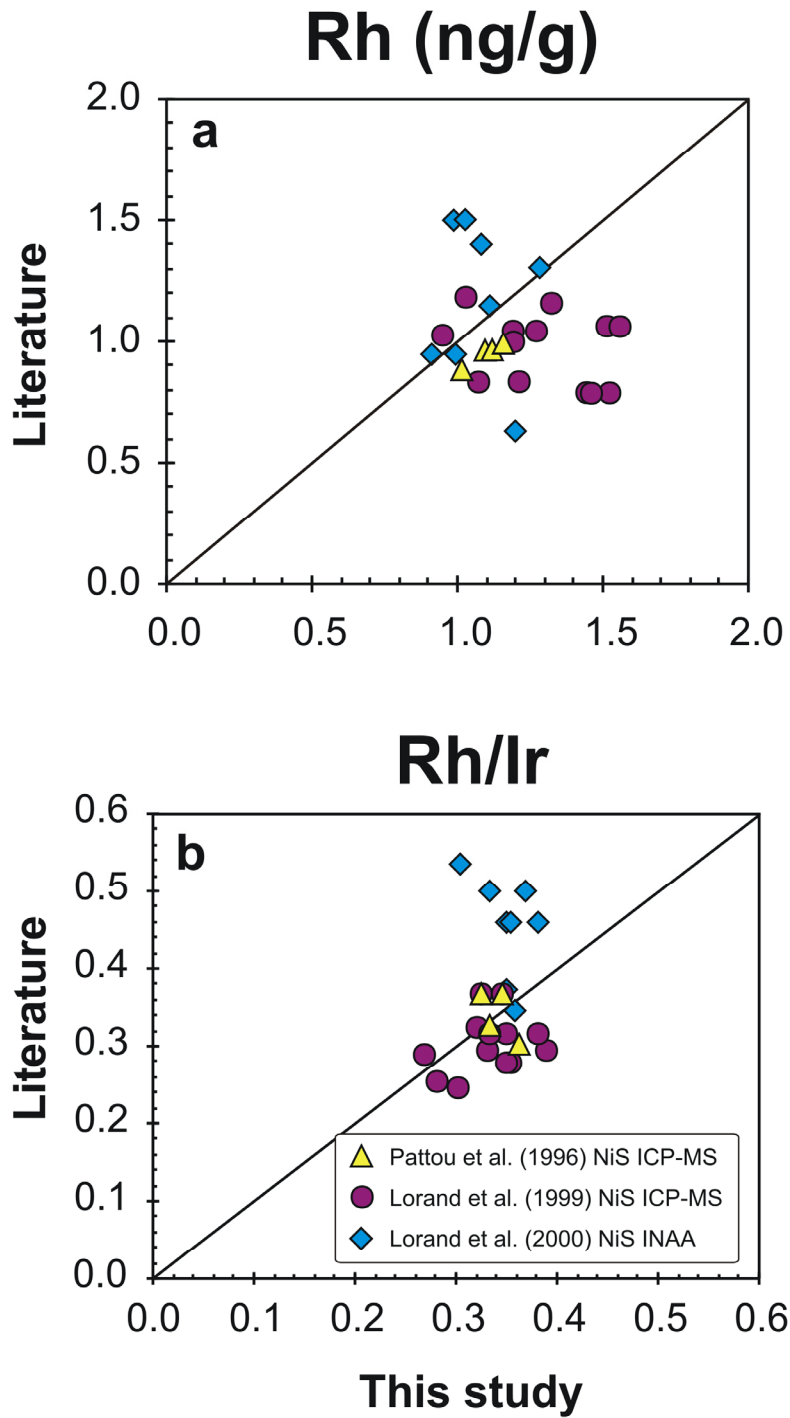 Rh (ng/g)
a
2.0
1.5
1.0
0.5
0.0
Literature
0.0 0.5 1.0 1.5 2.0
Rh/Ir
b
0.6
0.5
0.4
0.3
0.2
0.1
0.0
Literature
Pattou et al. (1996) NiS ICP-MS
Lorand et al. (1999) NiS ICP-MS
Lorand et al. (2000) NiS INAA
0.0 0.1 0.2 0.3 0.4 0.5 0.6
This study